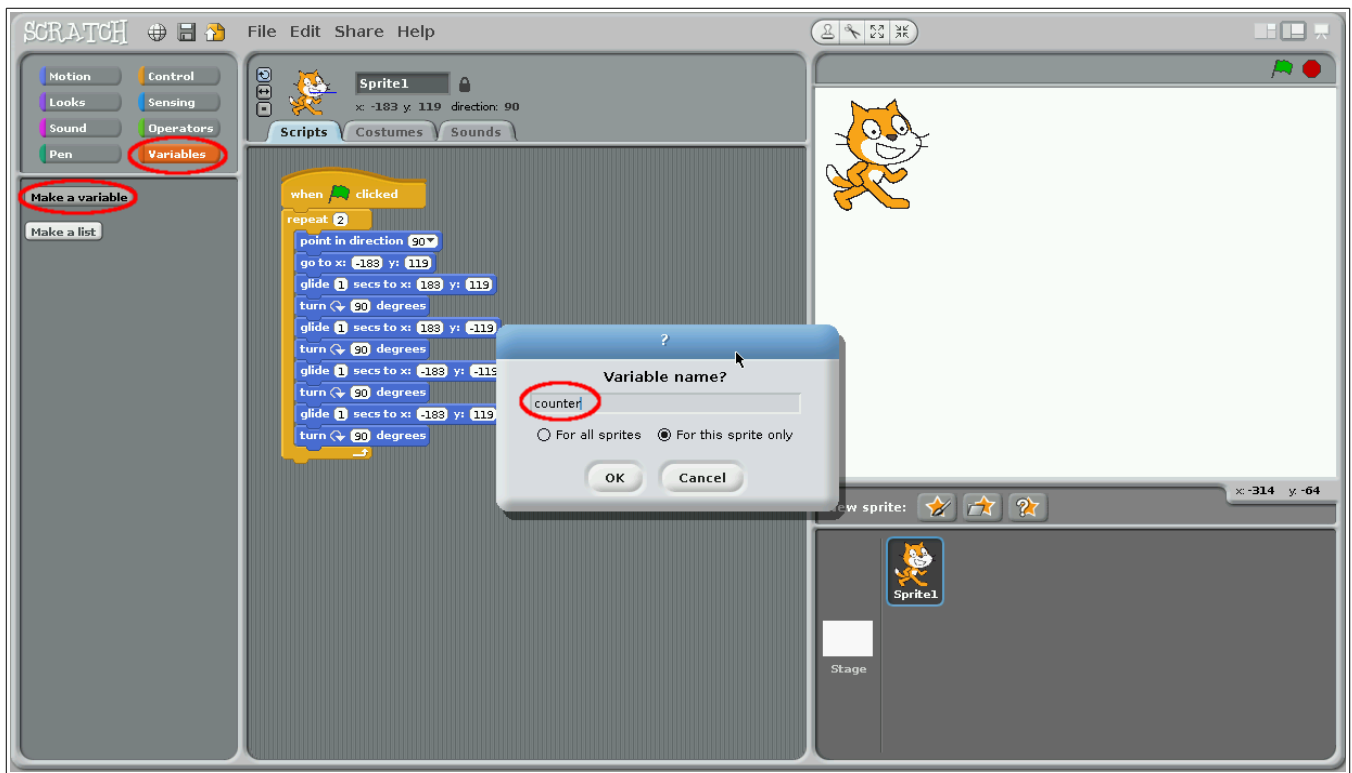 SCRATCH File Edit Share Help
Motion Control
Looks Sensing
Sound Operators
Pen Variables
Make a variable
Make a list
Sprite1
x: -183 y: 119 direction: 90
Scripts Costumes Sounds
when clicked
repeat 2
point in direction 90
go to x: -183 y: 119
glide 1 secs to x: 183 y: 119
turn 90 degrees
glide 1 secs to x: 183 y: -119
turn 90 degrees
glide 1 secs to x: -183 y: -119
turn 90 degrees
glide 1 secs to x: -183 y: 119
turn 90 degrees
?
Variable name?
counter
For all sprites For this sprite only
OK Cancel
x: -314 y: -64
ew sprite:
Sprite1
Stage